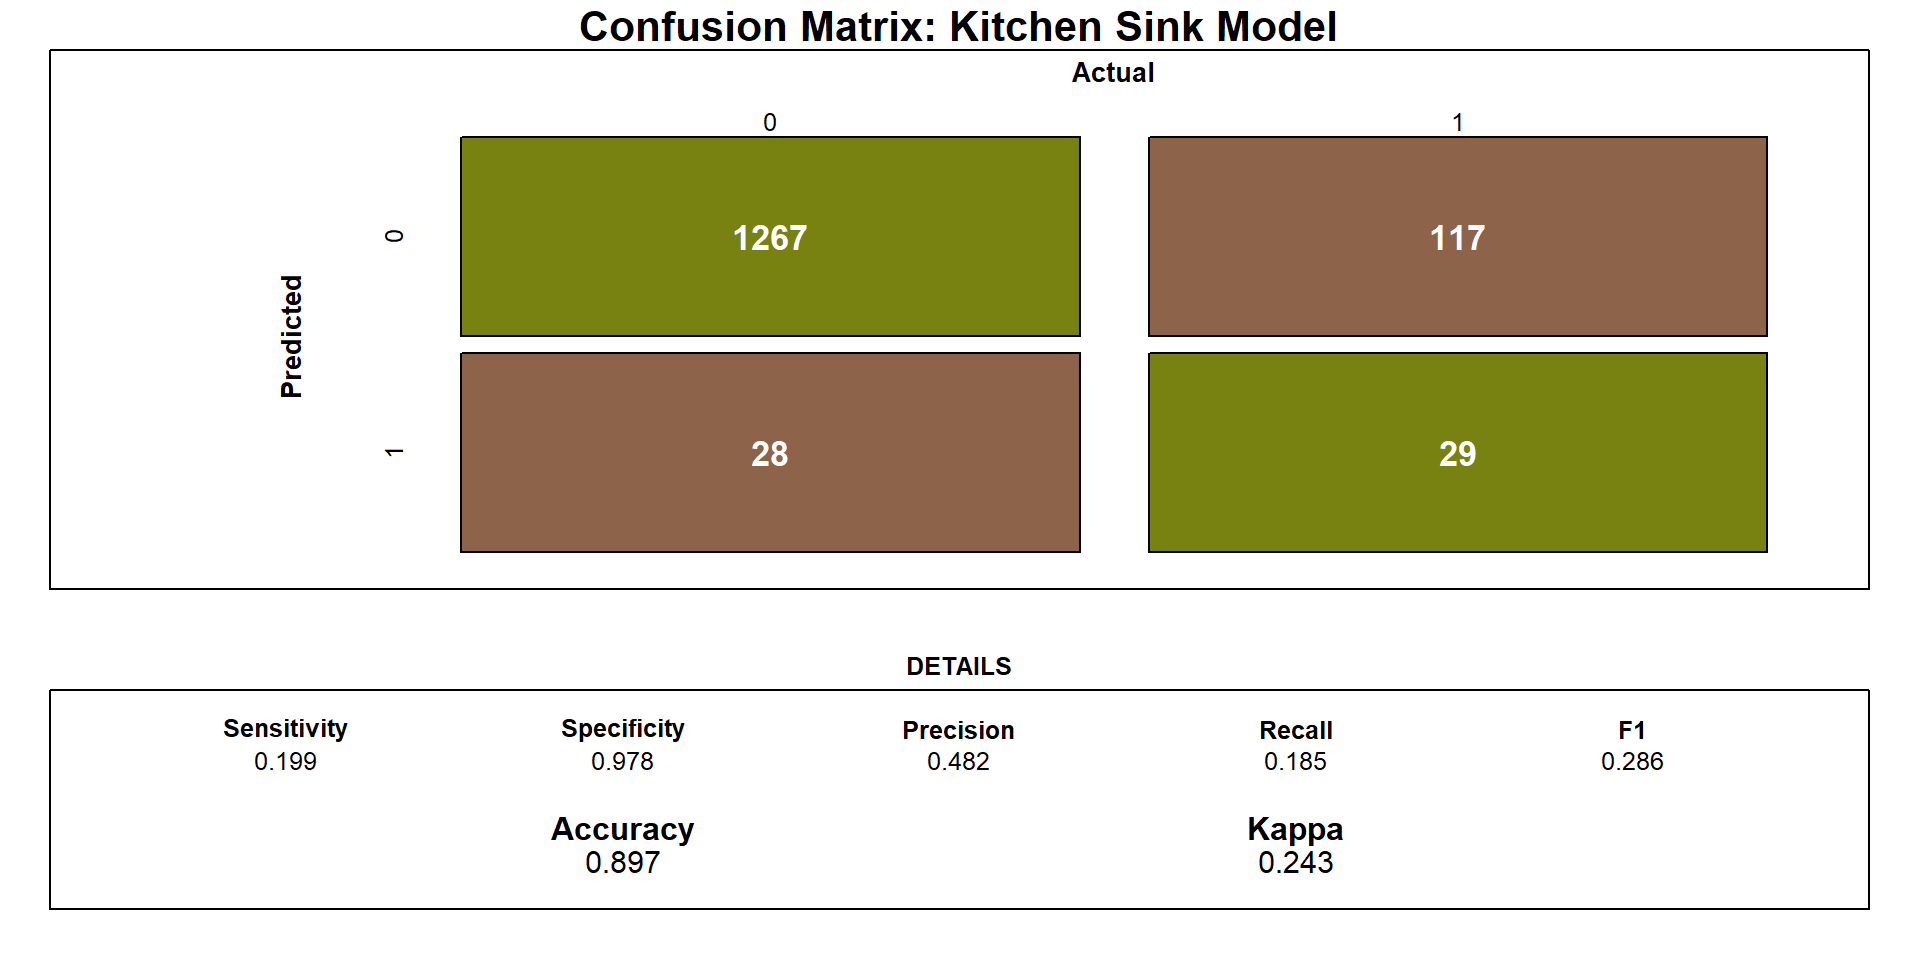 Confusion Matrix: Kitchen Sink Model
Actual
0 1
Predicted
0
1267 117
1
28 29
DETAILS
Sensitivity Specificity Precision Recall F1
0.199 0.978 0.482 0.185 0.286
Accuracy Kappa
0.897 0.243